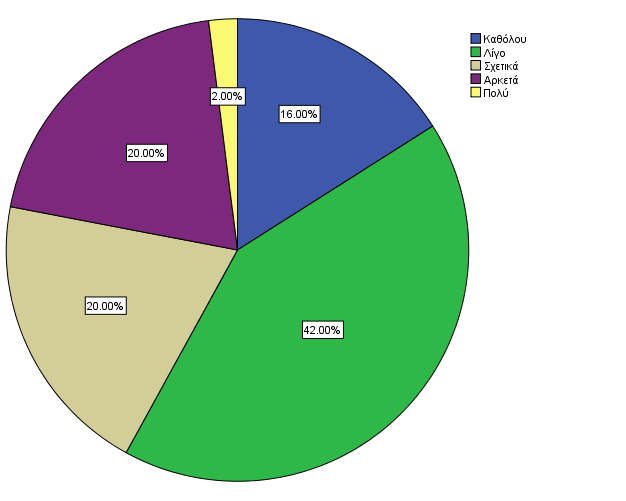 Καθόλου
Λίγο
Σχετικά
Αρκετά
Πολύ
2.00%
16.00%
20.00%
20.00%
42.00%